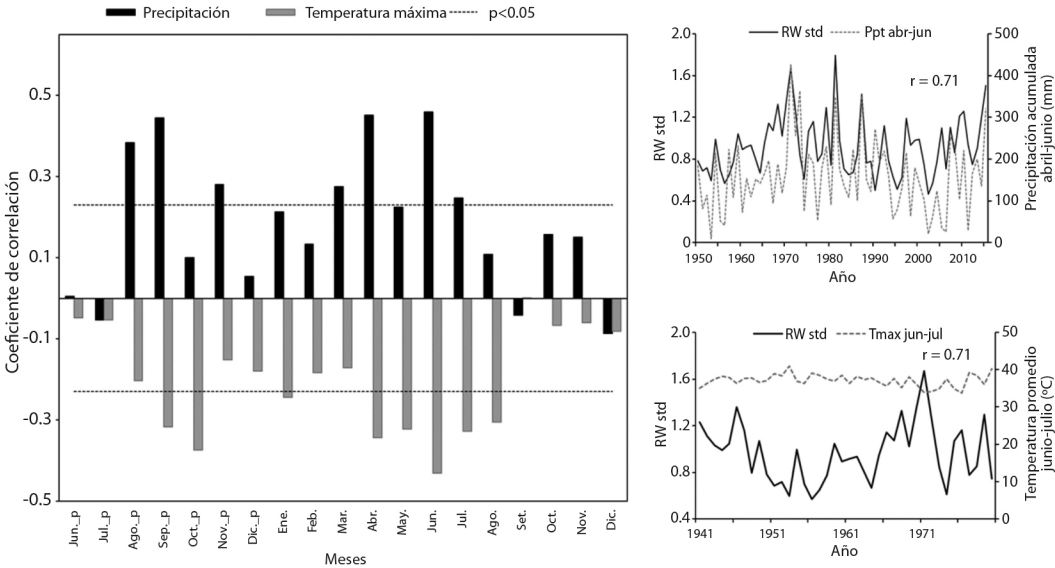 Precipitación
Temperatura máxima
p<0.05
Coeficiente de correlación
0.5
0.3
0.1
-0.1
-0.3
-0.5
Jun._p
Jul._p
Ago._p
Sep._p
Oct._p
Nov._p
Dic._p
Ene.
Feb.
Mar.
Abr.
May.
Jun.
Jul.
Ago.
Set.
Oct.
Nov.
Dic.
Meses
RW std
Ppt abr-jun
r = 0.71
RW std
2.0
1.6
1.2
0.8
0.4
0
500
400
300
200
100
0
Precipitación acumulada
abril-junio (mm)
1950
1960
1970
1980
1990
2000
2010
Año
RW std
Tmax jun-jul
r = 0.71
RW std
2.0
1.6
1.2
0.8
0.4
50
40
30
20
10
0
Temperatura promedio
junio-julio (ºC)
1941
1951
1961
1971
Año